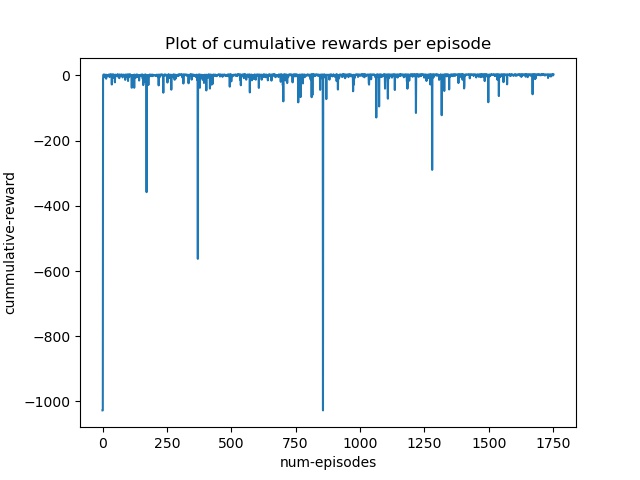 Plot of cumulative rewards per episode
0
−200
−400
−600
−800
−1000
cummulative-reward
0 250 500 750 1000 1250 1500 1750
num-episodes